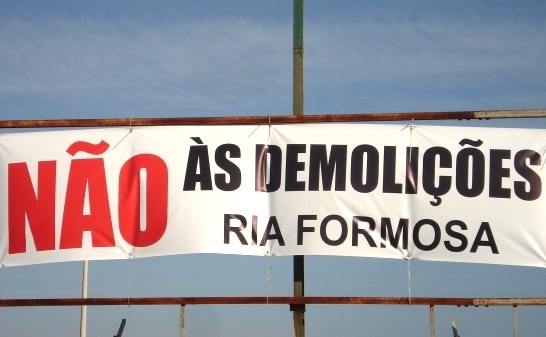 NÃO ÀS DEMOLIÇÕES
RIA FORMOSA